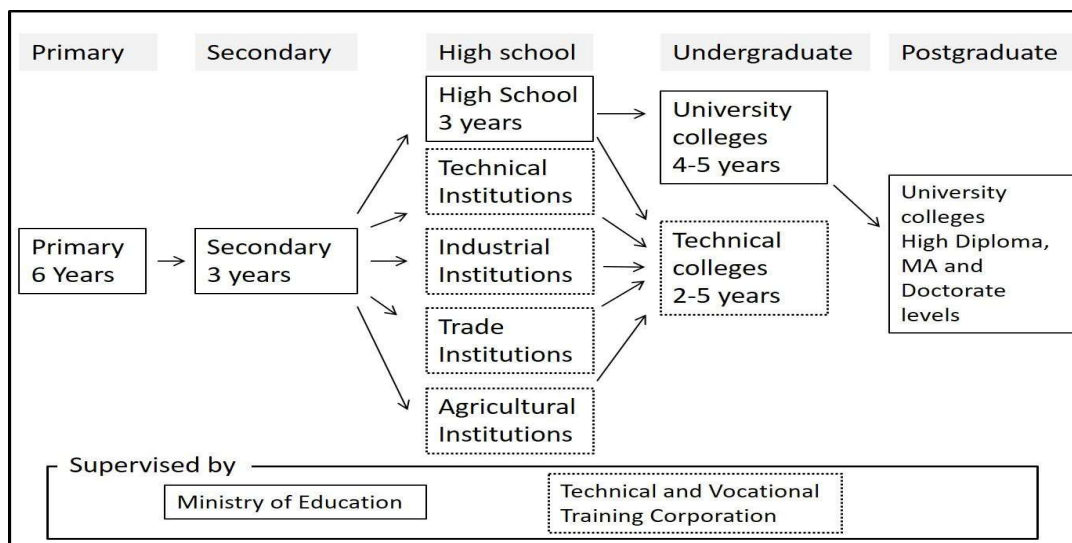 Primary
Secondary
High school
Undergraduate
Postgraduate
Primary
6 Years
Secondary
3 years
High School
3 years
Technical
Institutions
Industrial
Institutions
Trade
Institutions
Agricultural
Institutions
University
colleges
4-5 years
Technical
colleges
2-5 years
University
colleges
High Diploma,
MA and
Doctorate
levels
Supervised by
Ministry of Education
Technical and Vocational
Training Corporation